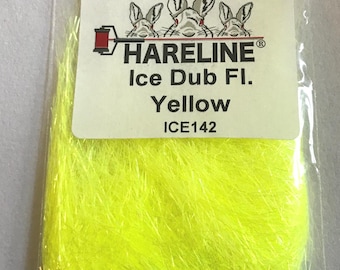 HARELINE®
Ice Dub Fl.
Yellow
ICE142